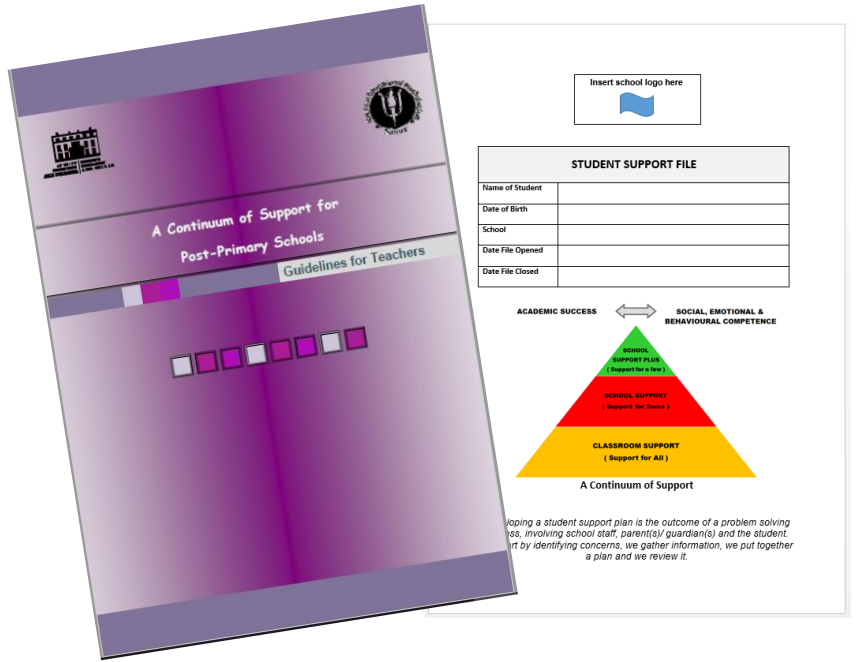 A Continuum of Support for
Post-Primary Schools
Guidelines for Teachers
Insert school logo here
STUDENT SUPPORT FILE
Name of Student
Date of Birth
School
Date File Opened
Date File Closed
ACADEMIC SUCCESS
SOCIAL, EMOTIONAL &
BEHAVIOURAL COMPETENCE
SCHOOL
SUPPORT PLUS
( Support for a few )
SCHOOL SUPPORT
( Support for Some )
CLASSROOM SUPPORT
( Support for All )
A Continuum of Support
loping a student support plan is the outcome of a problem solving
ss, involving school staff, parent(s)/ guardian(s) and the student.
rt by identifying concerns, we gather information, we put together
a plan and we review it.